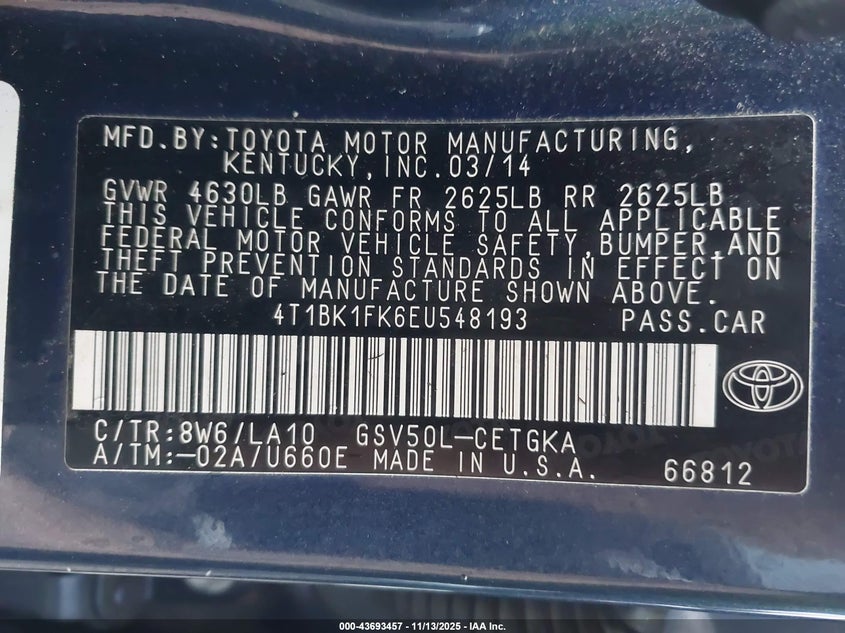 MFD.BY:TOYOTA MOTOR MANUFACTURING,
KENTUCKY,INC.03/14
GVWR 4630LB GAWR FR 2625LB RR 2625LB
THIS VEHICLE CONFORMS TO ALL APPLICABLE
FEDERAL MOTOR VEHICLE SAFETY,BUMPER,AND
THEFT PREVENTION STANDARDS IN EFFECT ON
THE DATE OF MANUFACTURE SHOWN ABOVE.
4T1BK1FK6EU548193 PASS.CAR
C/TR:8W6/LA10 GSV50L-CETGKA
A/TM:-02A/U660E MADE IN U.S.A. 66812
000-43693457 - 11/13/2025 - IAA Inc.